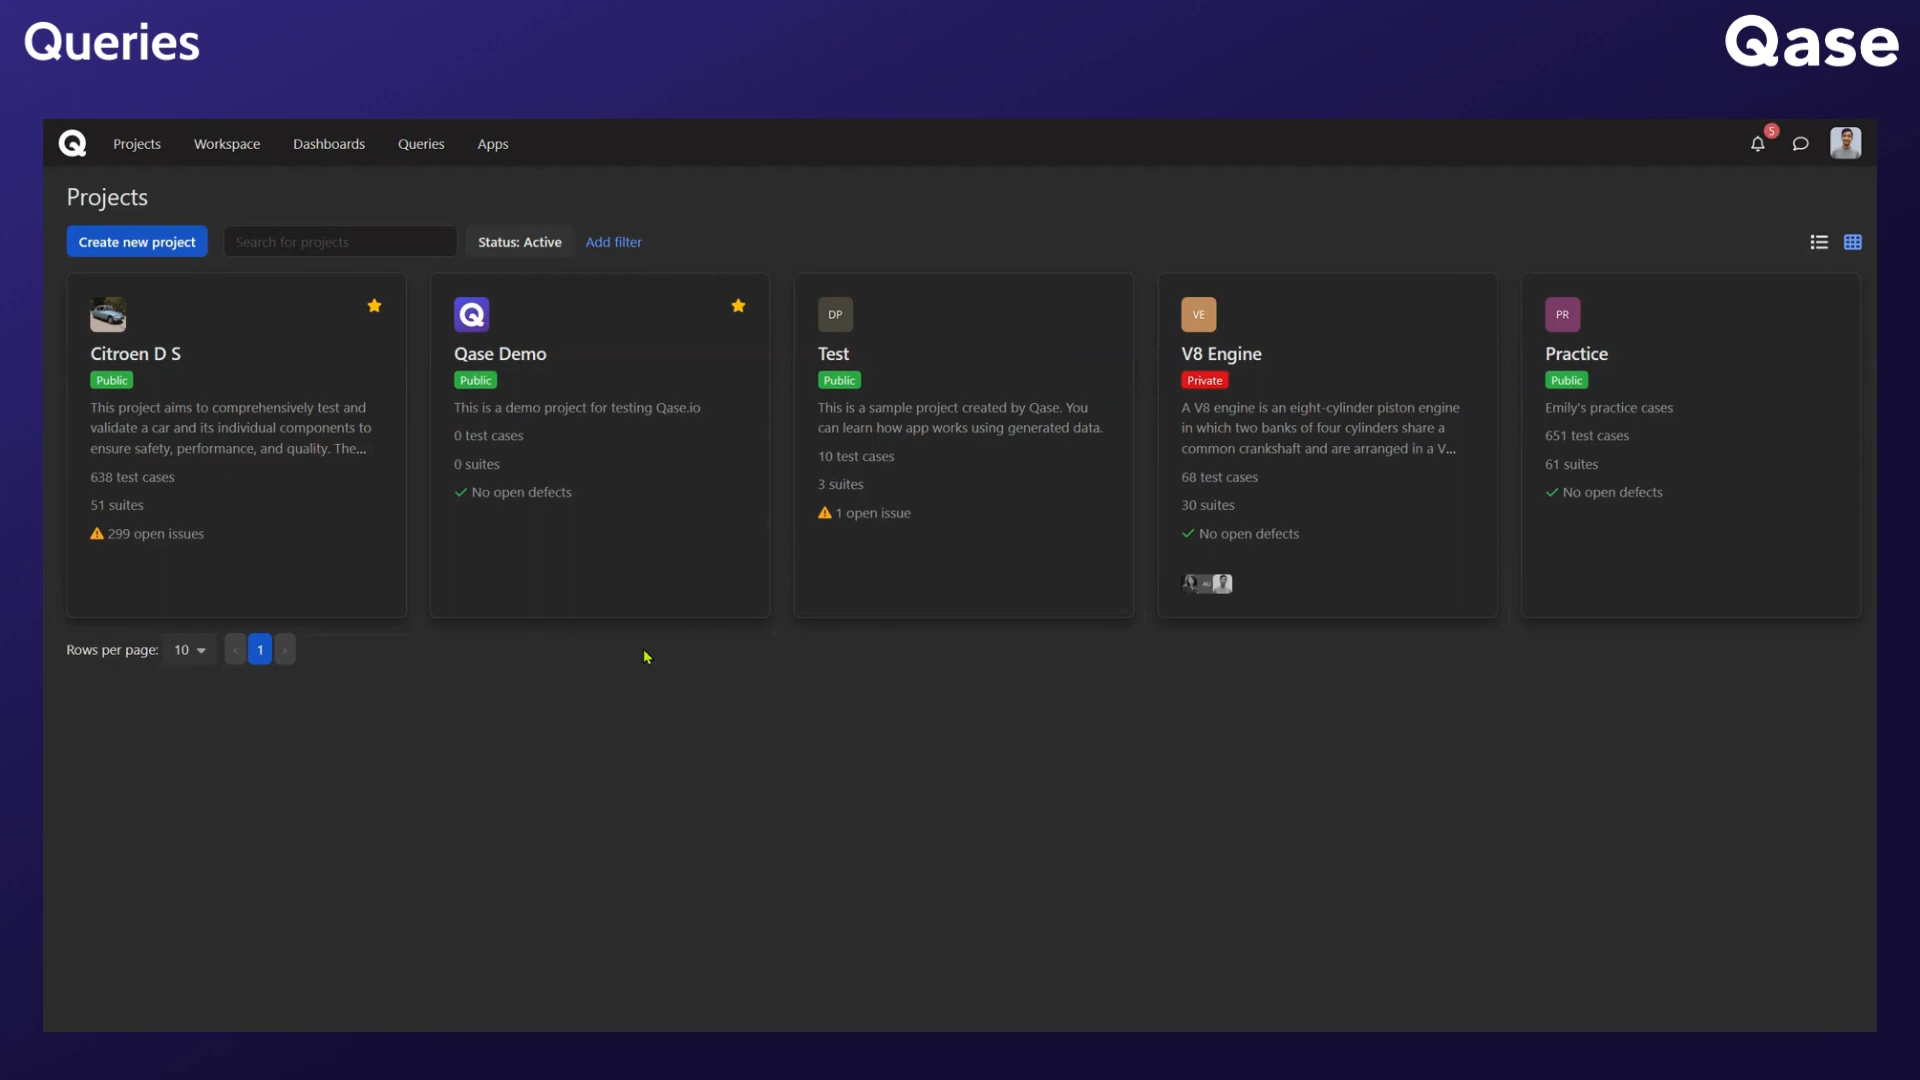 Queries
Qase
Projects
Workspace
Dashboards
Queries
Apps
5
Projects
Create new project
Search for projects
Status: Active
Add filter
Citroen D S
Public
This project aims to comprehensively test and
validate a car and its individual components to
ensure safety, performance, and quality. The...
638 test cases
51 suites
299 open issues
Qase Demo
Public
This is a demo project for testing Qase.io
0 test cases
0 suites
No open defects
DP
Test
Public
This is a sample project created by Qase. You
can learn how app works using generated data.
10 test cases
3 suites
1 open issue
VE
V8 Engine
Private
A V8 engine is an eight-cylinder piston engine
in which two banks of four cylinders share a
common crankshaft and are arranged in a V...
68 test cases
30 suites
No open defects
AU
PR
Practice
Public
Emily's practice cases
651 test cases
61 suites
No open defects
Rows per page:
10
1